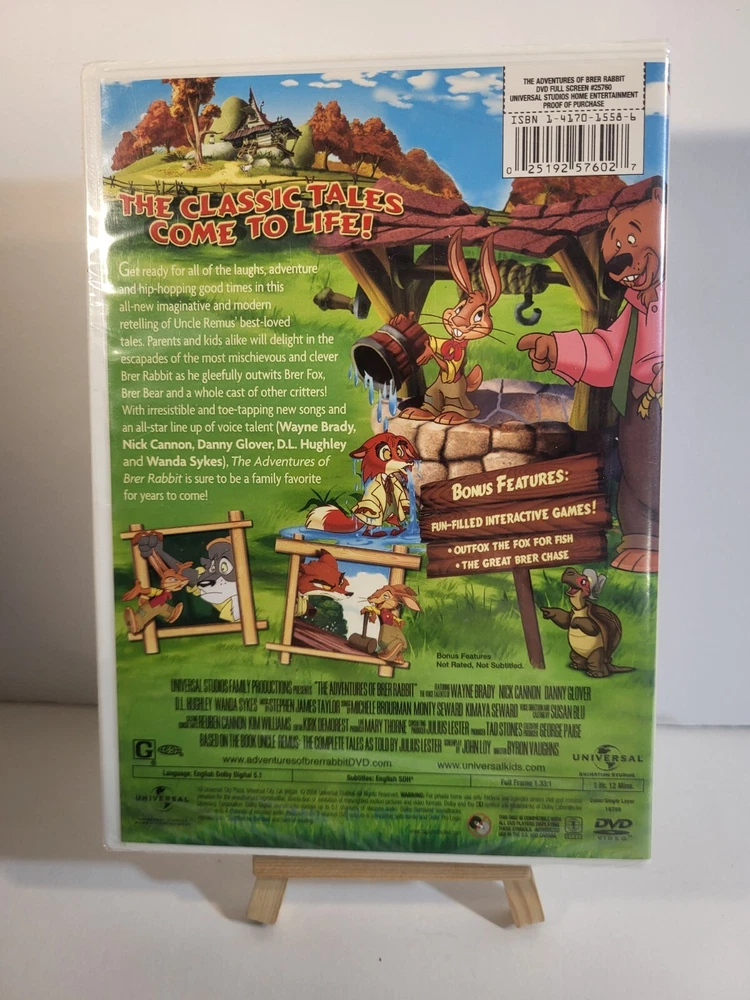 THE ADVENTURES OF BRER RABBIT
DVD FULL SCREEN #25760
UNIVERSAL STUDIOS HOME ENTERTAINMENT
PROOF OF PURCHASE
ISBN 1-4170-1558-6
0 25192 57602 7
THE CLASSIC TALES
COME TO LIFE!
Get ready for all of the laughs, adventure
and hip-hopping good times in this
all-new imaginative and modern
retelling of Uncle Remus' best-loved
tales. Parents and kids alike will delight in the
escapades of the most mischievous and clever
Brer Rabbit as he gleefully outwits Brer Fox,
Brer Bear and a whole cast of other critters!
With irresistible and toe-tapping new songs and
an all-star line up of voice talent (Wayne Brady,
Nick Cannon, Danny Glover, D.L. Hughley
and Wanda Sykes), The Adventures of
Brer Rabbit is sure to be a family favorite
for years to come!
BONUS FEATURES:
FUN-FILLED INTERACTIVE GAMES!
• OUTFOX THE FOX FOR FISH
• THE GREAT BRER CHASE
Bonus Features
Not Rated, Not Subtitled.
UNIVERSAL STUDIOS FAMILY PRODUCTIONS PRESENTS "THE ADVENTURES OF BRER RABBIT" WAYNE BRADY NICK CANNON DANNY GLOVER
D.L. HUGHLEY WANDA SYKES STEPHEN JAMES TAYLOR MICHELE BROURMAN MONTY SEWARD KIMAYA SEWARD SUSAN BLU
REUBEN CANNON KIM WILLIAMS KIRK DEMOREST MARY THORNE JULIUS LESTER TAD STONES GEORGE PAIGE
BASED ON THE BOOK UNCLE REMUS: THE COMPLETE TALES AS TOLD BY JULIUS LESTER JOHN LOY BYRON VAUGHNS
G
www.adventuresofbrerrabbitDVD.com
www.universalkids.com
UNIVERSAL
Language: English Dolby Digital 5.1
Subtitles: English SDH*
Full Frame 1.33:1
1 Hr. 12 Mins.
UNIVERSAL
DVD
VIDEO